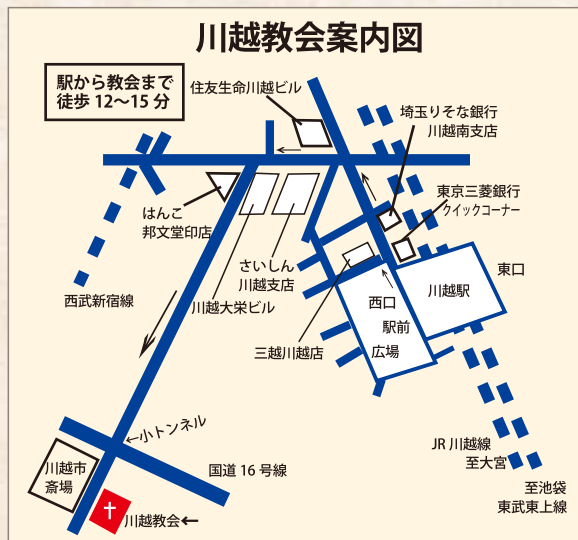 川越教会案内図
駅から教会まで
徒歩 12〜15 分
住友生命川越ビル
埼玉りそな銀行
川越南支店
東京三菱銀行
クイックコーナー
はんこ
邦文堂印店
さいしん
川越支店
川越大栄ビル
西武新宿線
三越川越店
西口
駅前
広場
川越駅
東口
←小トンネル
国道 16 号線
川越市
斎場
川越教会←
JR 川越線
至大宮
至池袋
東武東上線